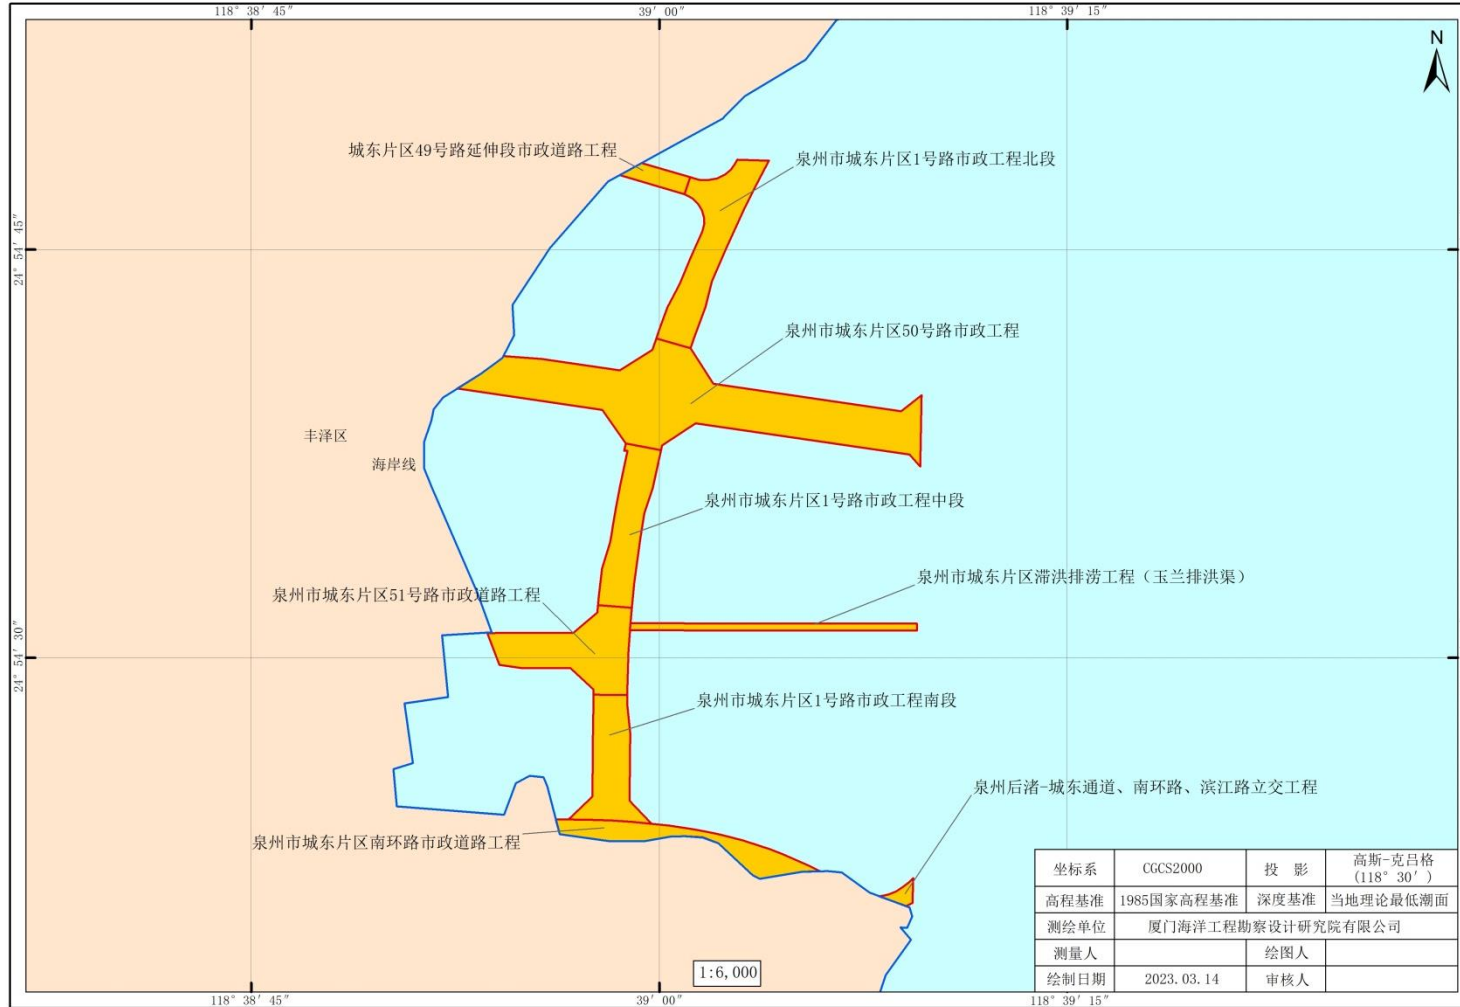 118° 38′ 45″
39′ 00″
118° 39′ 15″
N
城东片区49号路延伸段市政道路工程
泉州市城东片区1号路市政工程北段
24° 54′ 45″
泉州市城东片区50号路市政工程
丰泽区
海岸线
泉州市城东片区1号路市政工程中段
泉州市城东片区滞洪排涝工程（玉兰排洪渠）
泉州市城东片区51号路市政道路工程
24° 54′ 30″
泉州市城东片区1号路市政工程南段
泉州后渚-城东通道、南环路、滨江路立交工程
泉州市城东片区南环路市政道路工程
坐标系 CGCS2000 投 影 高斯-克吕格
(118° 30′ )
高程基准 1985国家高程基准 深度基准 当地理论最低潮面
测绘单位 厦门海洋工程勘察设计研究院有限公司
测量人 绘图人
绘制日期 2023.03.14 审核人
1:6,000
118° 38′ 45″
39′ 00″
118° 39′ 15″